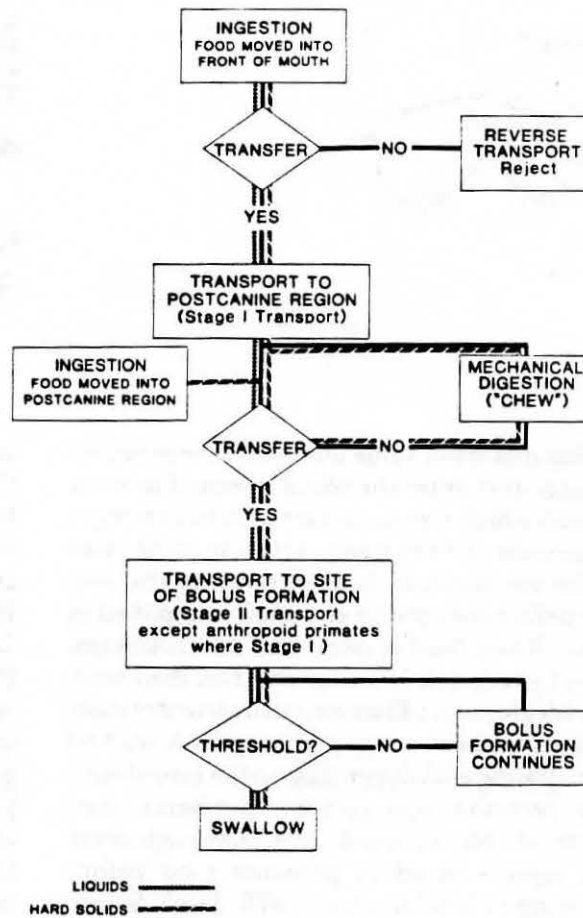 INGESTION
FOOD MOVED INTO
FRONT OF MOUTH
TRANSFER
NO
REVERSE
TRANSPORT
Reject
YES
TRANSPORT TO
POSTCANINE REGION
(Stage I Transport)
INGESTION
FOOD MOVED INTO
POSTCANINE REGION
MECHANICAL
DIGESTION
("CHEW")
TRANSFER
NO
YES
TRANSPORT TO SITE
OF BOLUS FORMATION
(Stage II Transport
except anthropoid primates
where Stage I)
THRESHOLD?
NO
BOLUS
FORMATION
CONTINUES
SWALLOW
LIQUIDS
HARD SOLIDS